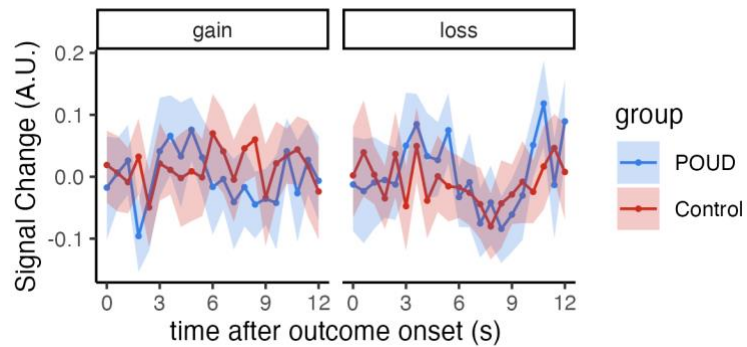 gain
loss
Signal Change (A.U.)
0.2
0.1
0.0
-0.1
0 3 6 9 12
0 3 6 9 12
time after outcome onset (s)
group
POUD
Control